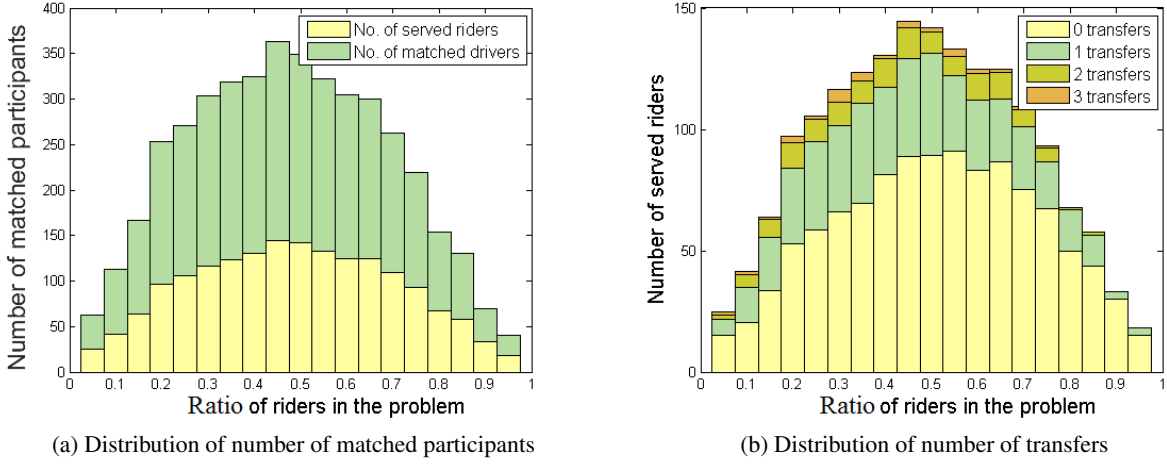 400
350
300
250
200
150
100
50
0
Number of matched participants
No. of served riders
No. of matched drivers
0 0.1 0.2 0.3 0.4 0.5 0.6 0.7 0.8 0.9 1
Ratio of riders in the problem
(a) Distribution of number of matched participants
150
100
50
0
Number of served riders
0 transfers
1 transfers
2 transfers
3 transfers
0 0.1 0.2 0.3 0.4 0.5 0.6 0.7 0.8 0.9 1
Ratio of riders in the problem
(b) Distribution of number of transfers